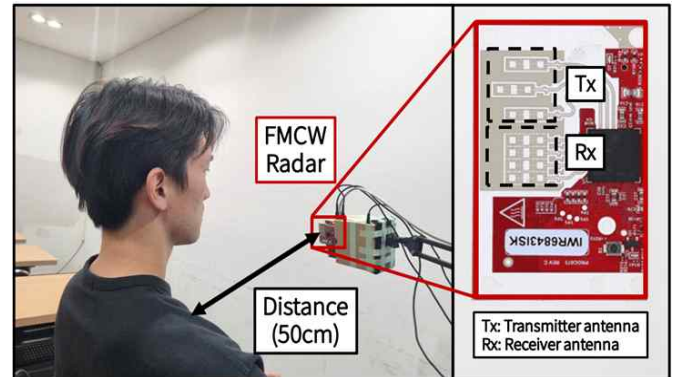 FMCW
Radar
Distance
(50cm)
Tx
Rx
IWR6843ISK
Tx: Transmitter antenna
Rx: Receiver antenna